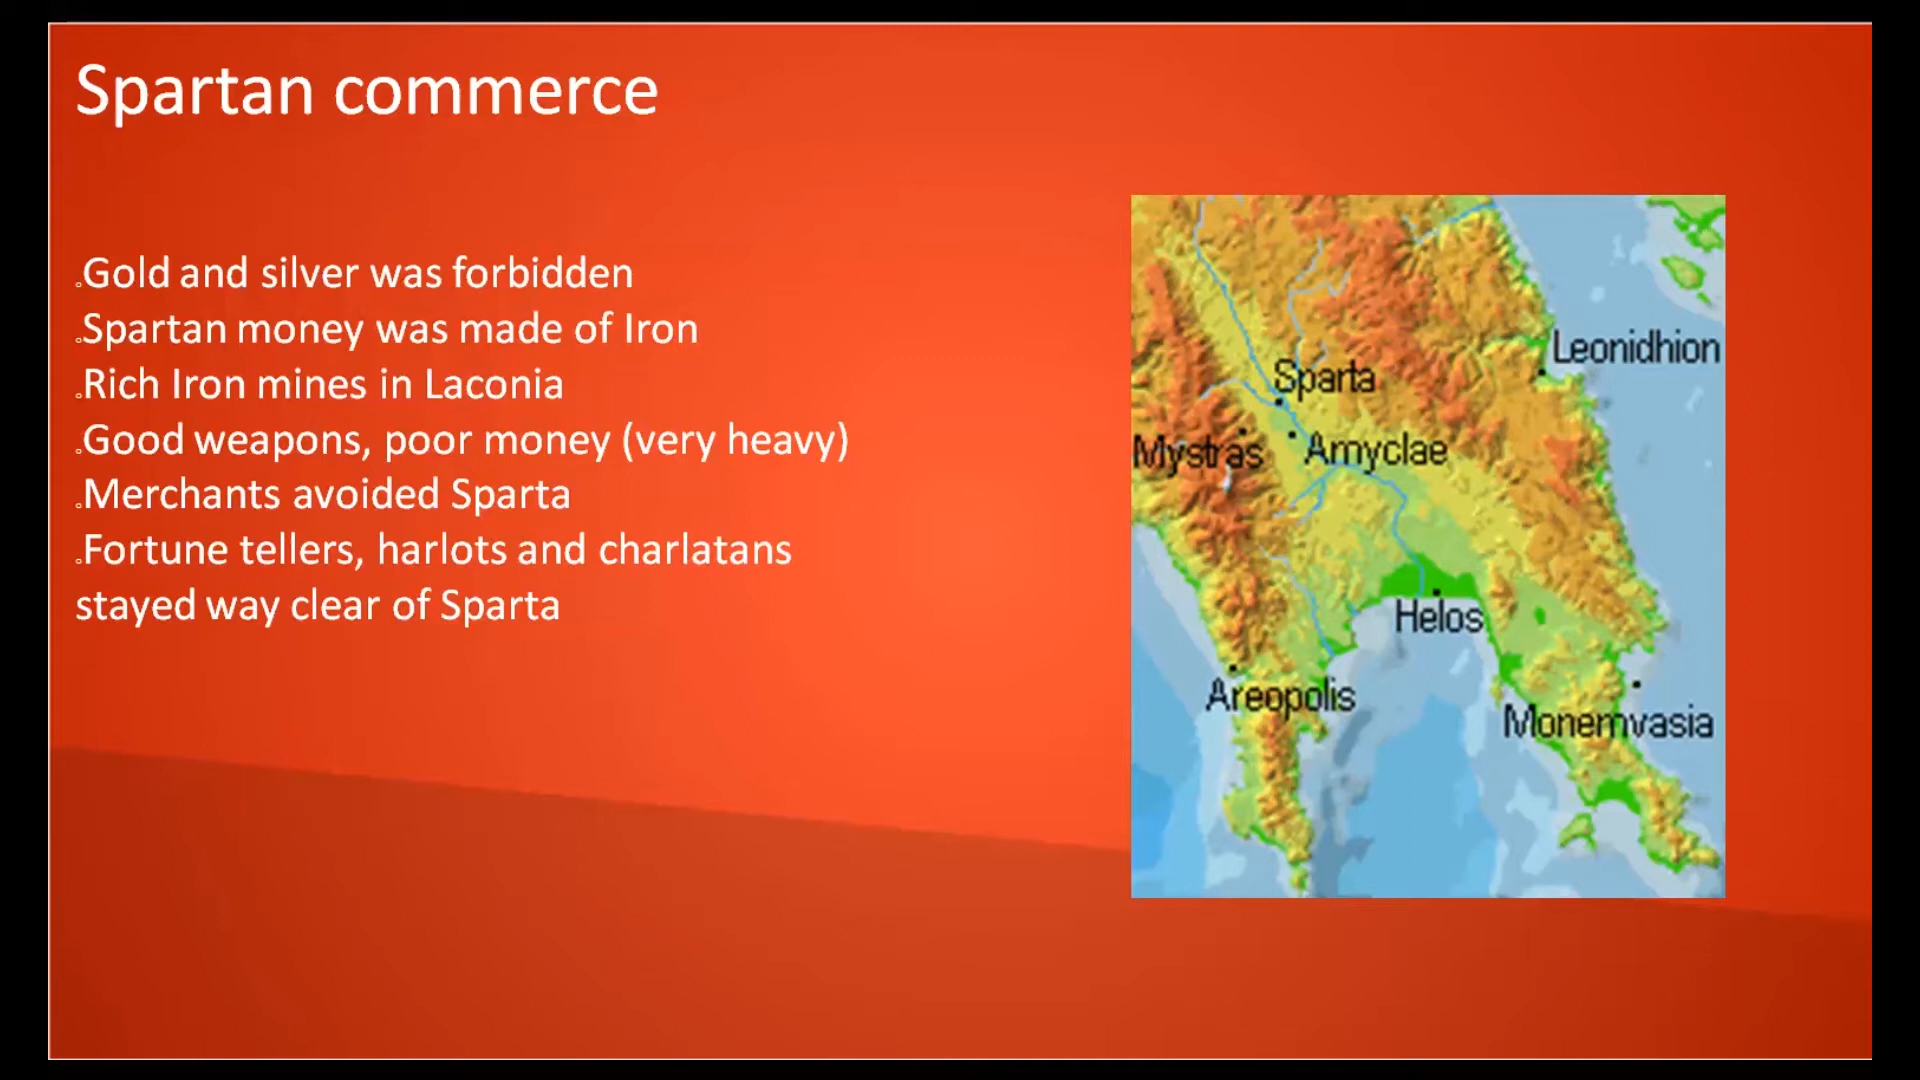 Spartan commerce
Gold and silver was forbidden
Spartan money was made of Iron
Rich Iron mines in Laconia
Good weapons, poor money (very heavy)
Merchants avoided Sparta
Fortune tellers, harlots and charlatans
stayed way clear of Sparta
Leonidhion
Sparta
Mystras
Amyclae
Helos
Areopolis
Monemvasia